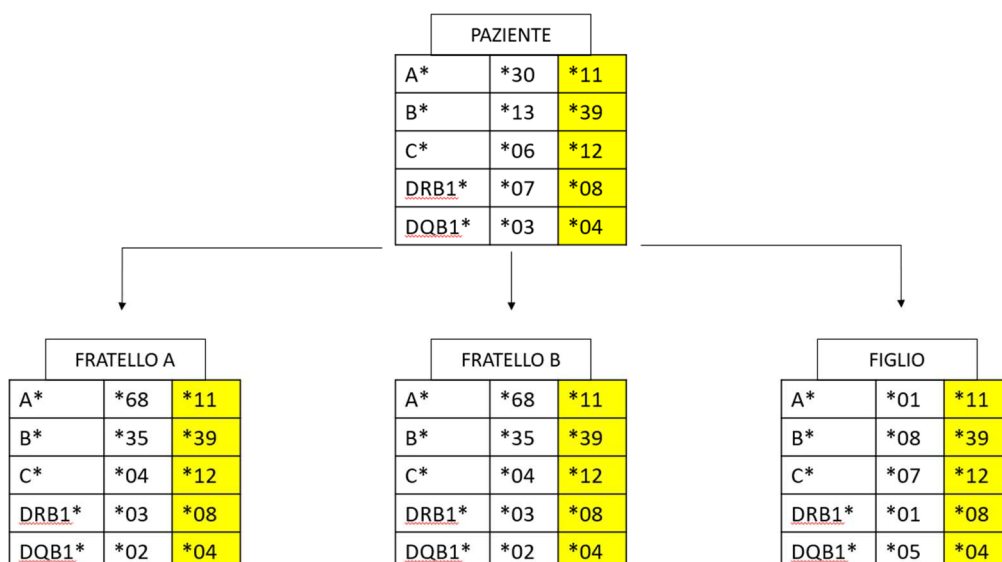 PAZIENTE
A* *30 *11
B* *13 *39
C* *06 *12
DRB1* *07 *08
DQB1* *03 *04
FRATELLO A
A* *68 *11
B* *35 *39
C* *04 *12
DRB1* *03 *08
DQB1* *02 *04
FRATELLO B
A* *68 *11
B* *35 *39
C* *04 *12
DRB1* *03 *08
DQB1* *02 *04
FIGLIO
A* *01 *11
B* *08 *39
C* *07 *12
DRB1* *01 *08
DQB1* *05 *04